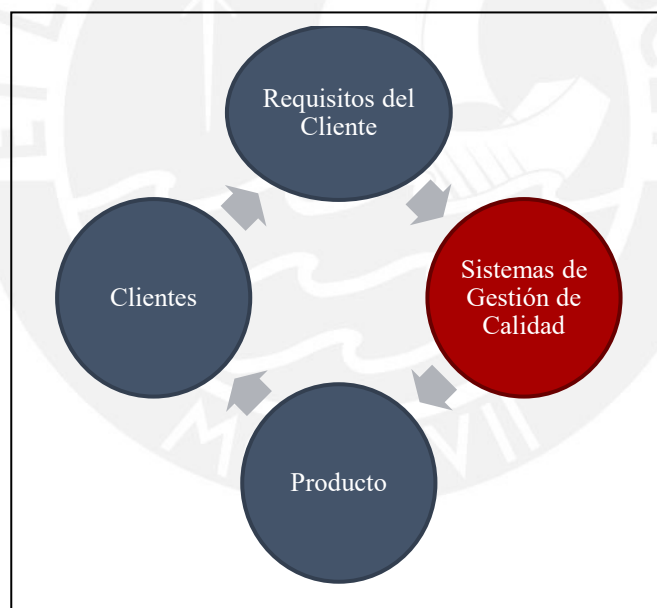 Requisitos del
Cliente
Clientes
Sistemas de
Gestión de
Calidad
Producto